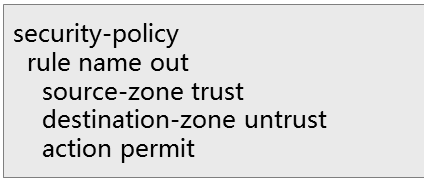 security-policy
rule name out
source-zone trust
destination-zone untrust
action permit